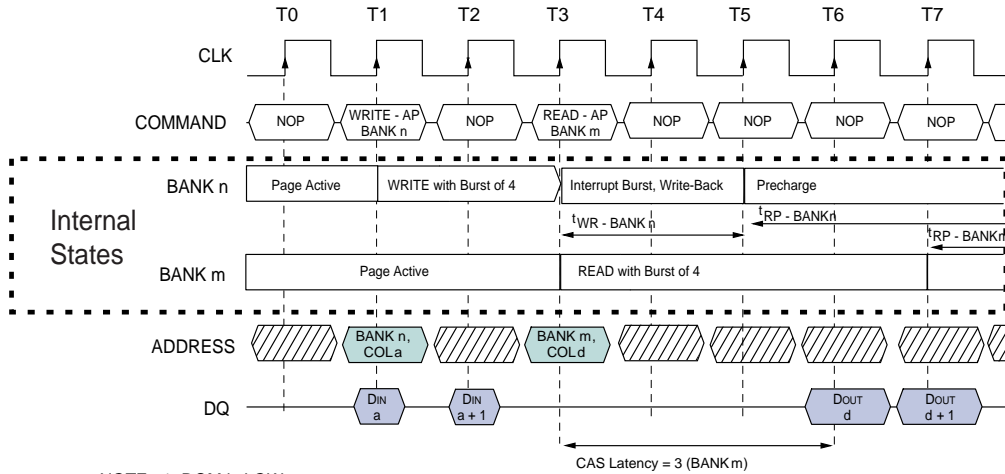 T0 T1 T2 T3 T4 T5 T6 T7
CLK
COMMAND NOP WRITE - AP BANK n NOP READ - AP BANK m NOP NOP NOP NOP
BANK n Page Active WRITE with Burst of 4 Interrupt Burst, Write-Back Precharge
Internal
States
tWR - BANK n tRP - BANK n
tRP - BANK
BANK m Page Active READ with Burst of 4
ADDRESS BANK n, COL a BANK m, COL d
DQ DIN a DIN a + 1 DOUT d DOUT d + 1
CAS Latency = 3 (BANK m)